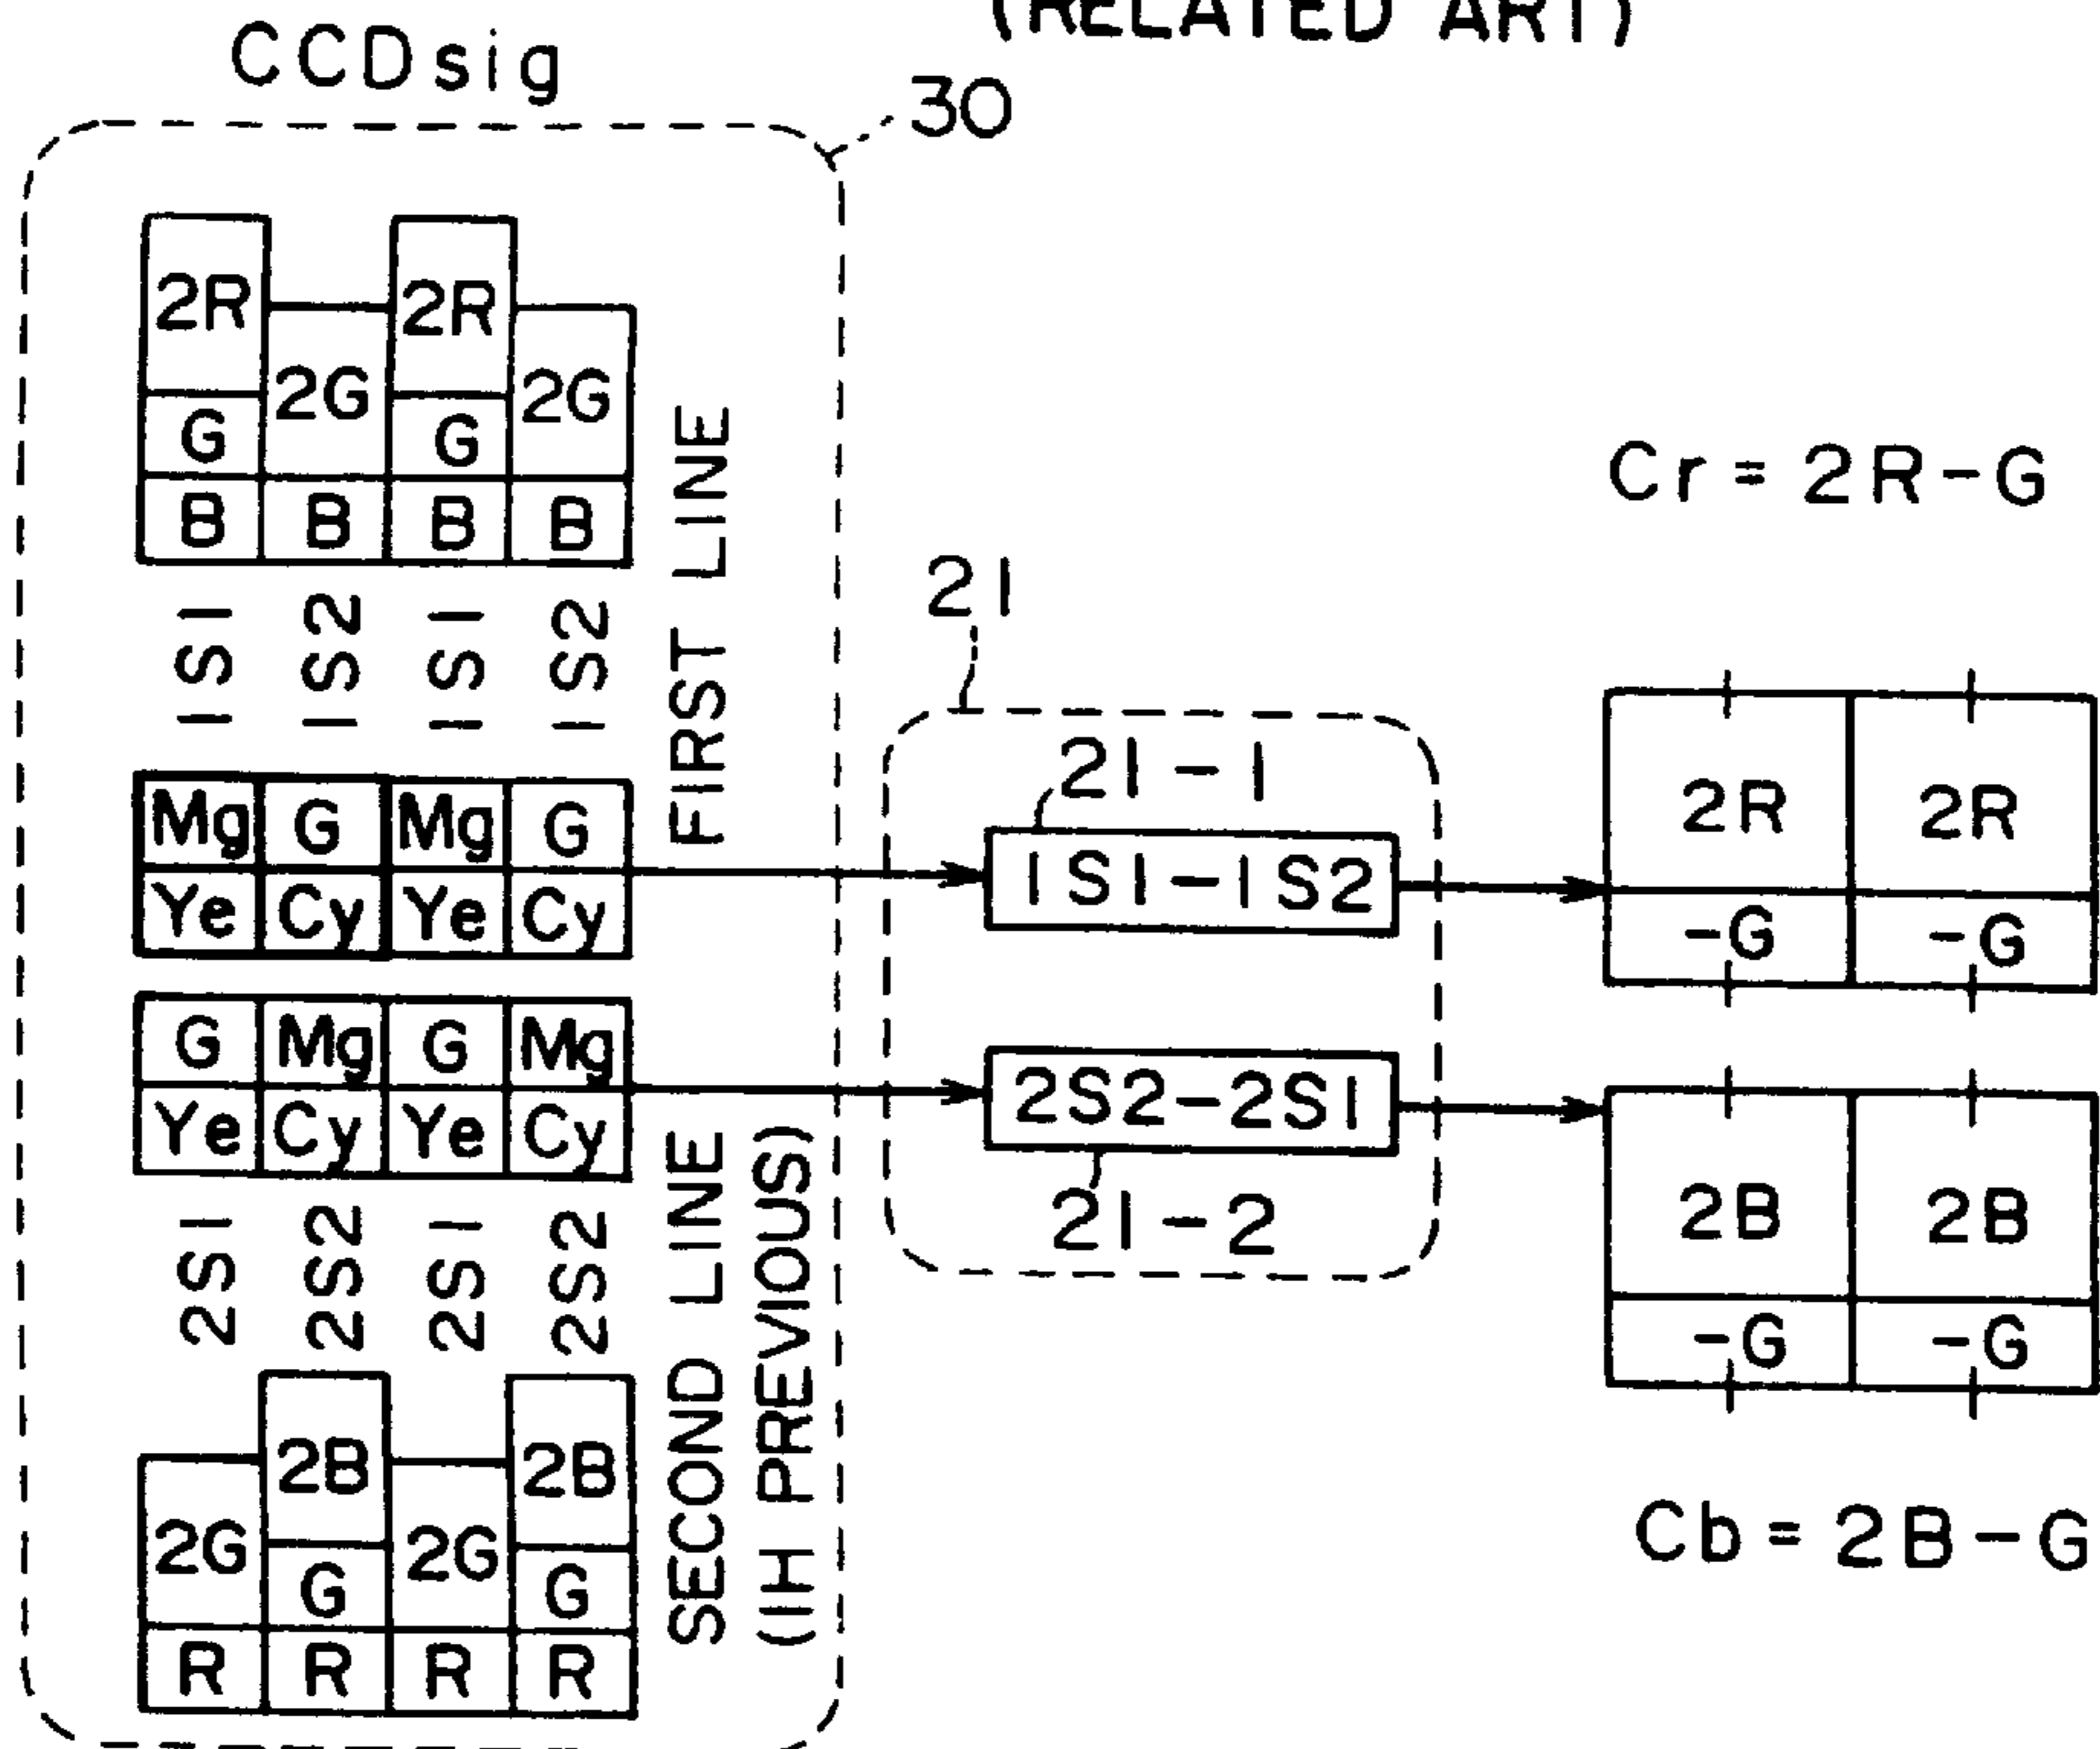 (RELATED ART)
CCDsig
30
2R 2R
2G 2G
G G
B B B B
1S1 1S2 1S1 1S2
FIRST LINE
Mg G Mg G
Ye Cy Ye Cy
G Mg G Mg
Ye Cy Ye Cy
2S1 2S2 2S1 2S2
SECOND LINE
(1H PREVIOUS)
2B 2B
2G 2G
G G
R R R R
21
21-1
1S1-1S2
2S2-2S1
21-2
Cr=2R-G
2R 2R
-G -G
2B 2B
-G -G
Cb=2B-G